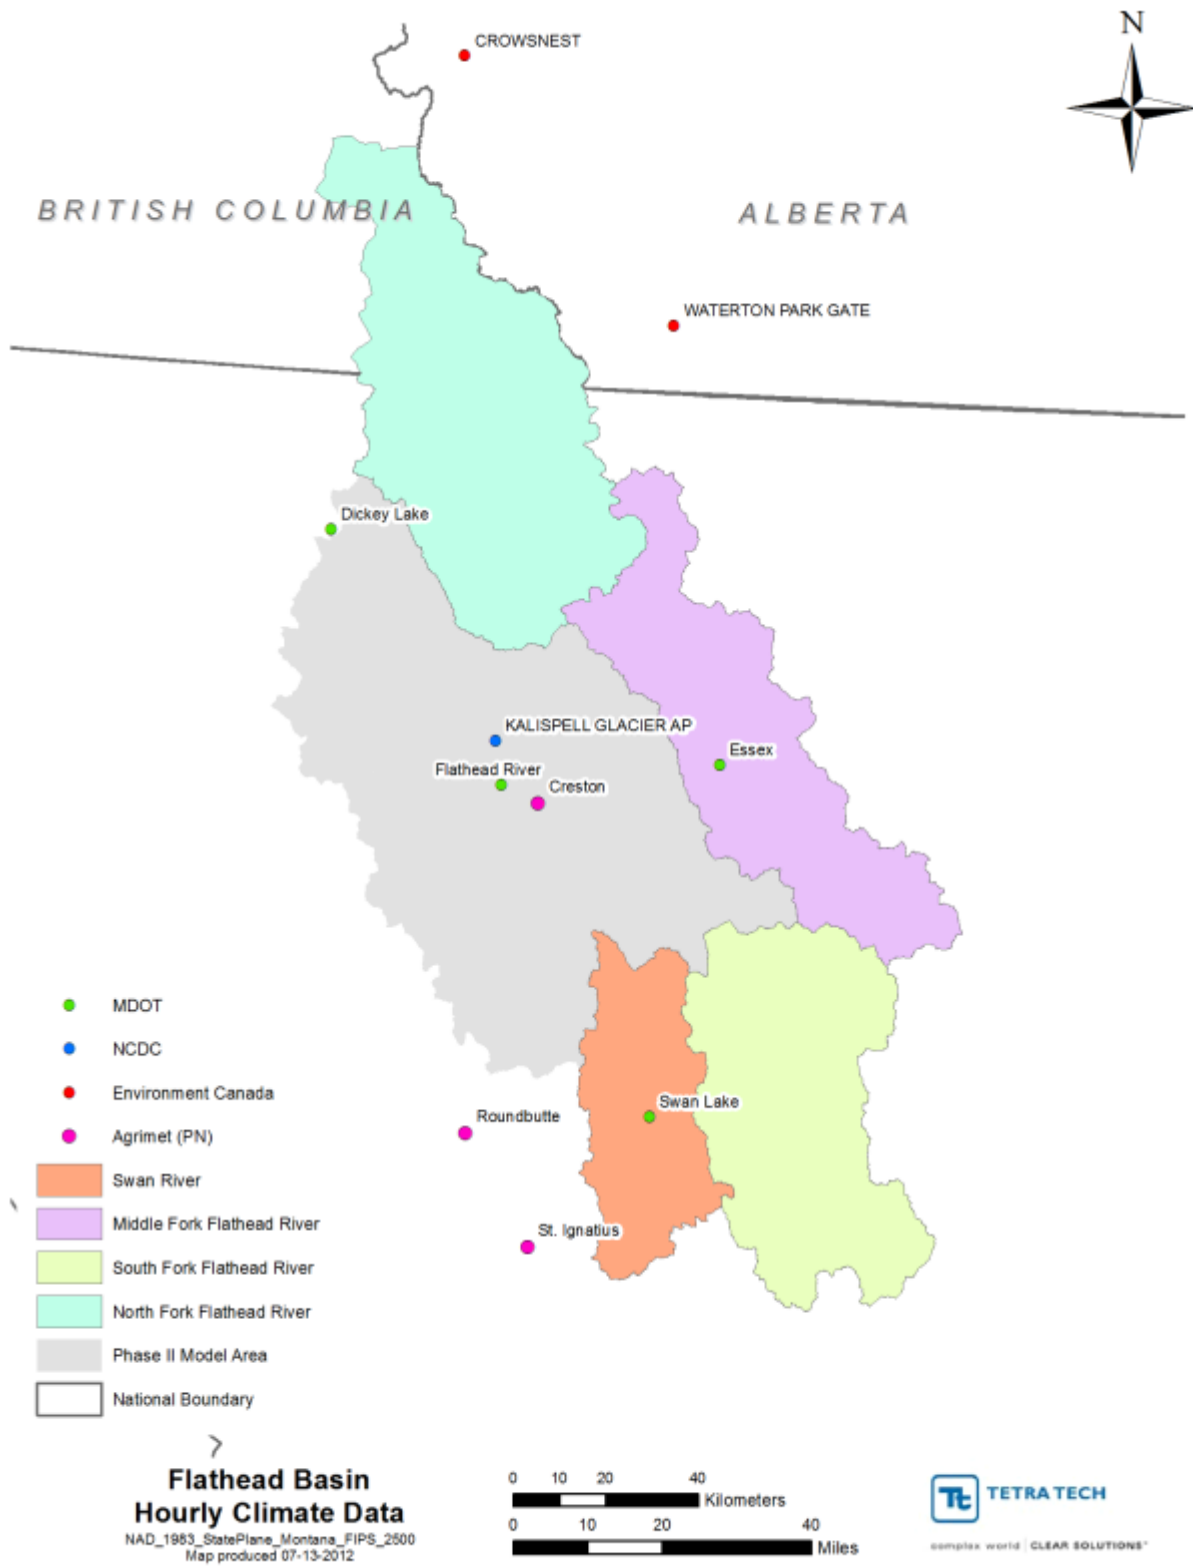 N
CROWSNEST
BRITISH COLUMBIA
ALBERTA
WATERTON PARK GATE
Dickey Lake
KALISPELL GLACIER AP
Flathead River
Creston
Essex
Swan Lake
Roundbutte
St. Ignatius
MDOT
NCDC
Environment Canada
Agrimet (PN)
Swan River
Middle Fork Flathead River
South Fork Flathead River
North Fork Flathead River
Phase II Model Area
National Boundary
Flathead Basin
Hourly Climate Data
NAD_1983_StatePlane_Montana_FIPS_2500
Map produced 07-13-2012
0 10 20 40
Kilometers
0 10 20 40
Miles
Tt TETRA TECH
complex world | CLEAR SOLUTIONS™